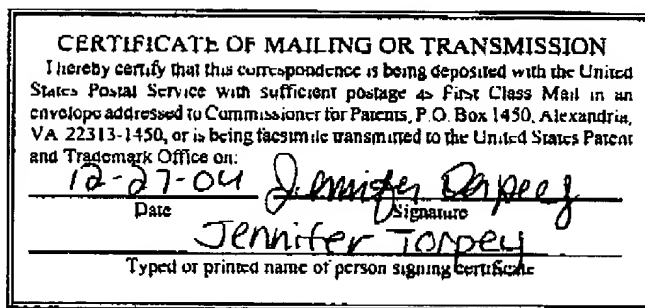 CERTIFICATE OF MAILING OR TRANSMISSION
I hereby certify that this correspondence is being deposited with the United
States Postal Service with sufficient postage as First Class Mail in an
envelope addressed to Commissioner for Patents, P.O. Box 1450, Alexandria,
VA 22313-1450, or is being facsimile transmitted to the United States Patent
and Trademark Office on:
12-27-04 Jennifer Torpey
Date Signature
Jennifer Torpey
Typed or printed name of person signing certificate